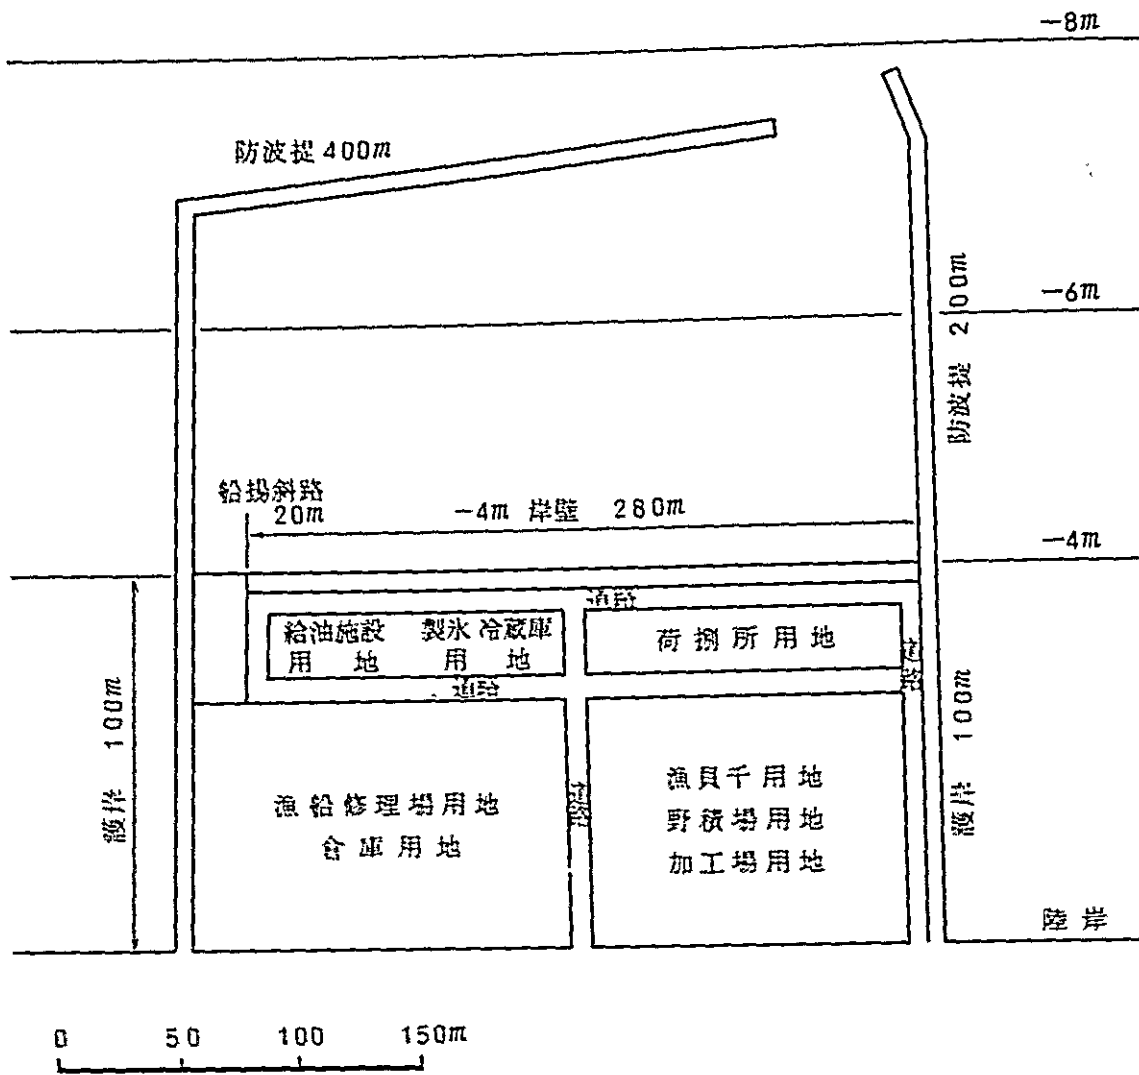 −8m
防波提 400m
−6m
防波提 200m
船揚斜路
20m −4m 岸壁 280m
−4m
道路
給油施設 製氷 冷蔵庫
用 地 用 地
荷捌所用地
道路
道路
護岸 100m
護岸 100m
漁船修理場用地
倉庫用地
道路
漁具干用地
野積場用地
加工場用地
陸岸
0 50 100 150m